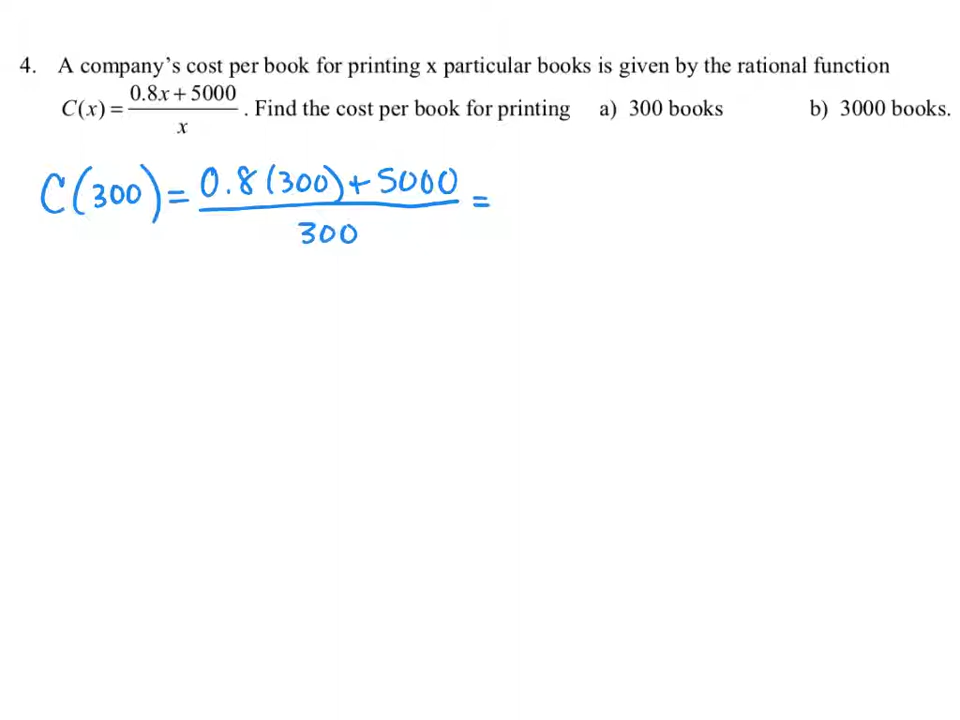 4. A company's cost per book for printing x particular books is given by the rational function
C(x) = (0.8x + 5000)/x . Find the cost per book for printing a) 300 books b) 3000 books.
C(300) = (0.8(300) + 5000)/300 =